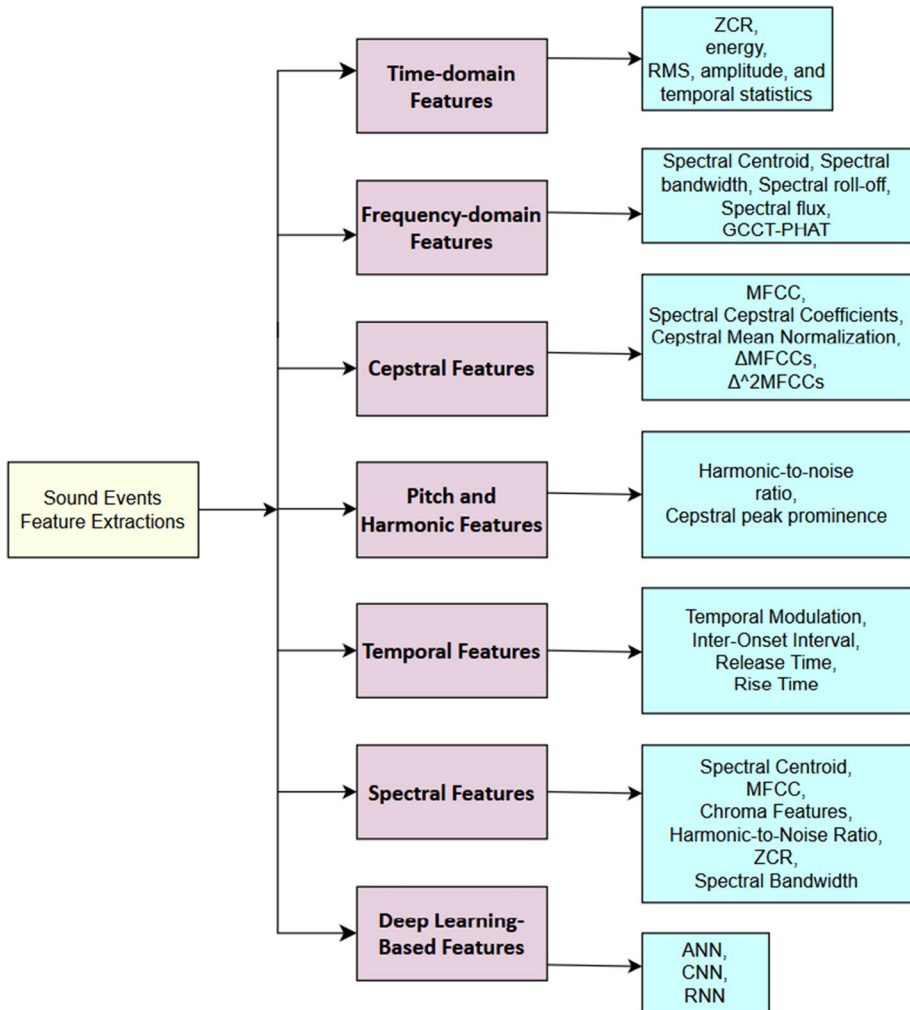 Sound Events
Feature Extractions
Time-domain
Features
ZCR,
energy,
RMS, amplitude, and
temporal statistics
Frequency-domain
Features
Spectral Centroid, Spectral
bandwidth, Spectral roll-off,
Spectral flux,
GCCT-PHAT
Cepstral Features
MFCC,
Spectral Cepstral Coefficients,
Cepstral Mean Normalization,
ΔMFCCs,
Δ^2MFCCs
Pitch and
Harmonic Features
Harmonic-to-noise
ratio,
Cepstral peak prominence
Temporal Features
Temporal Modulation,
Inter-Onset Interval,
Release Time,
Rise Time
Spectral Features
Spectral Centroid,
MFCC,
Chroma Features,
Harmonic-to-Noise Ratio,
ZCR,
Spectral Bandwidth
Deep Learning-
Based Features
ANN,
CNN,
RNN